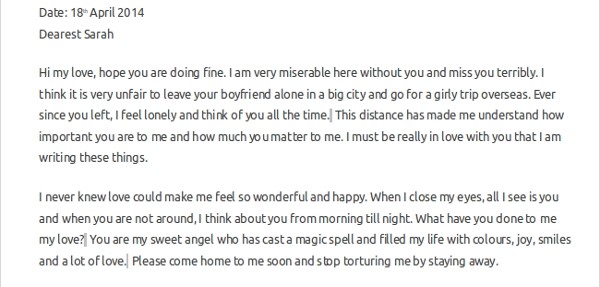 Date: 18th April 2014
Dearest Sarah
Hi my love, hope you are doing fine. I am very miserable here without you and miss you terribly. I
think it is very unfair to leave your boyfriend alone in a big city and go for a girly trip overseas. Ever
since you left, I feel lonely and think of you all the time. This distance has made me understand how
important you are to me and how much you matter to me. I must be really in love with you that I am
writing these things.
I never knew love could make me feel so wonderful and happy. When I close my eyes, all I see is you
and when you are not around, I think about you from morning till night. What have you done to me
my love? You are my sweet angel who has cast a magic spell and filled my life with colours, joy, smiles
and a lot of love. Please come home to me soon and stop torturing me by staying away.